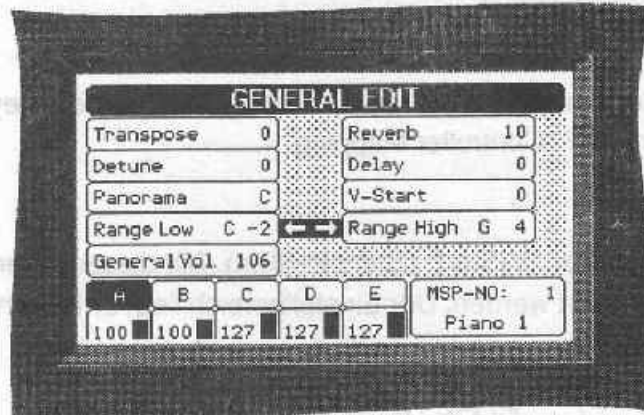 GENERAL EDIT
Transpose 0 Reverb 10
Detune 0 Delay 0
Panorama C V-Start 0
Range Low C -2 Range High G 4
General Vol. 106
A B C D E MSP-NO: 1
100 100 127 127 127 Piano 1